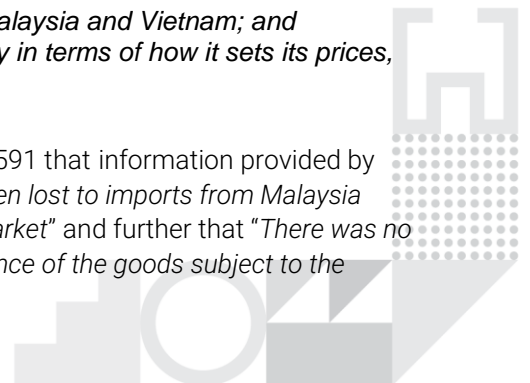 alaysia and Vietnam; and
y in terms of how it sets its prices,
591 that information provided by
en lost to imports from Malaysia
arket” and further that “There was no
nce of the goods subject to the